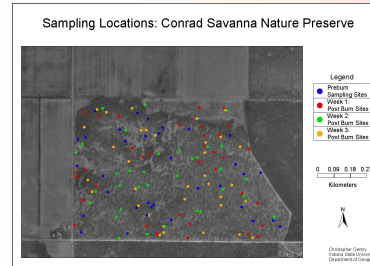 Sampling Locations: Conrad Savanna Nature Preserve
Legend
Preburn
Sampling Sites
Week 1:
Post Burn Sites
Week 2:
Post Burn Sites
Week 3:
Post Burn Sites
0 0.09 0.18 0.27
Kilometers
N
Christopher Gentry
Indiana State Univer
Department of Geog